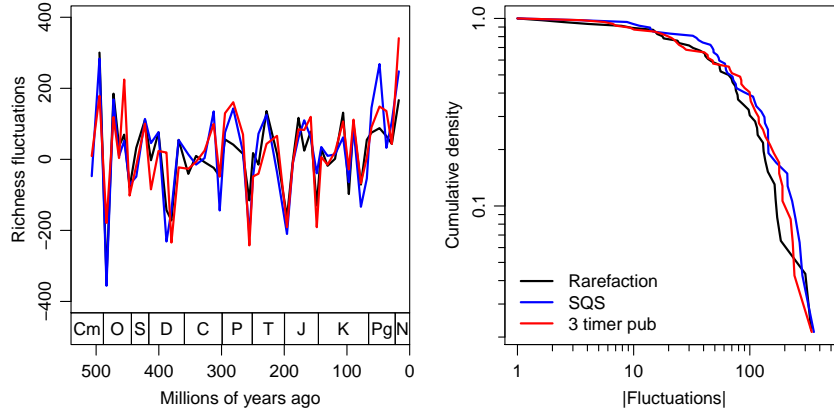 Richness fluctuations
400
200
0
−200
−400
Cm O S D C P T J K Pg N
500 400 300 200 100 0
Millions of years ago
Cumulative density
1.0
0.1
Rarefaction
SQS
3 timer pub
1 10 100
|Fluctuations|